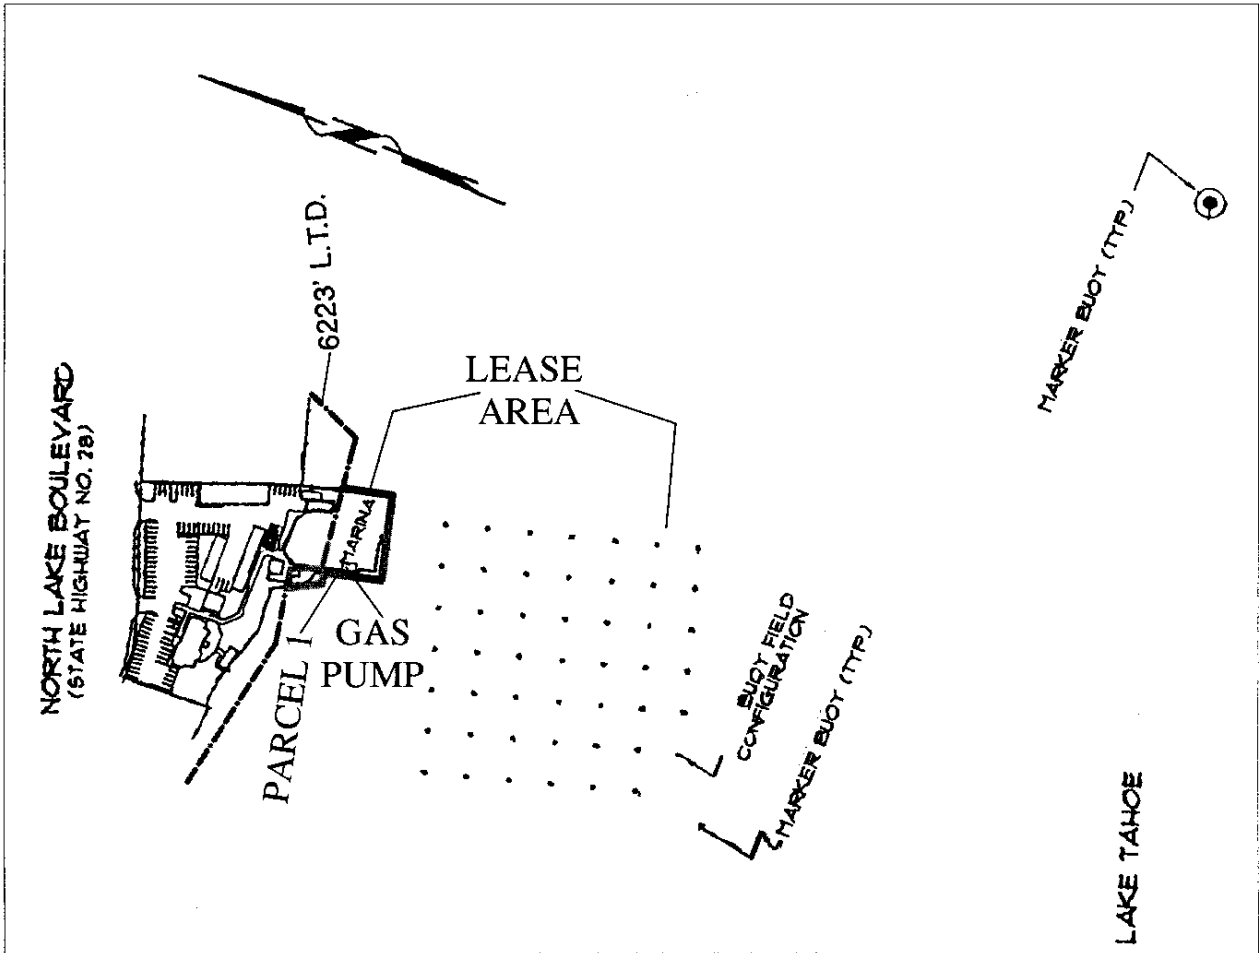 NORTH LAKE BOULEVARD
(STATE HIGHWAY NO. 28)
6223' L.T.D.
LEASE
AREA
MARINA
PARCEL 1
GAS
PUMP
BUOY FIELD
CONFIGURATION
MARKER BUOY (TYP.)
MARKER BUOY (TYP.)
LAKE TAHOE